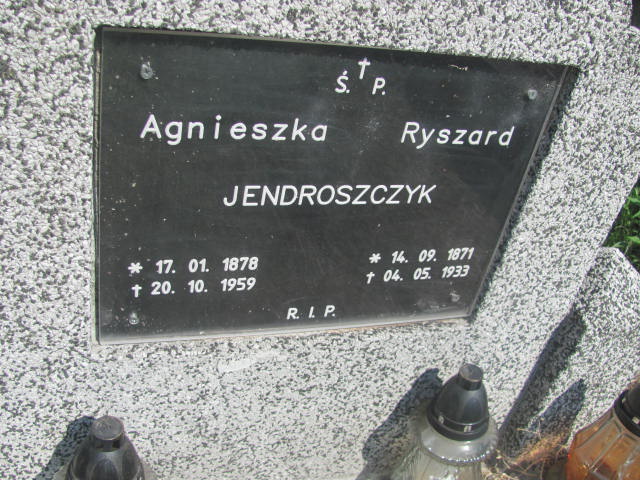 Ś. † P.
Agnieszka Ryszard
JENDROSZCZYK
* 17. 01. 1878 * 14. 09. 1871
† 20. 10. 1959 † 04. 05. 1933
R. I. P.